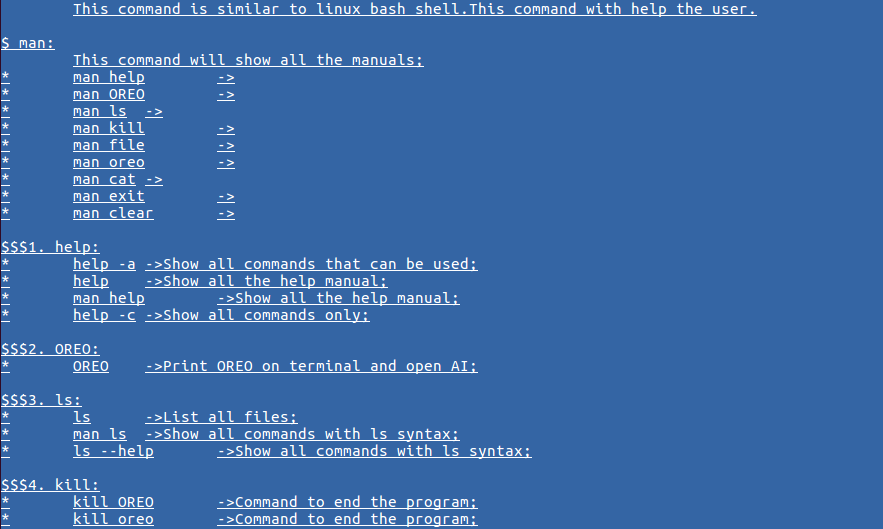 This command is similar to linux bash shell.This command with help the user.
$ man:
This command will show all the manuals;
* man help ->
* man OREO ->
* man ls ->
* man kill ->
* man file ->
* man oreo ->
* man cat ->
* man exit ->
* man clear ->
$$$1. help:
* help -a ->Show all commands that can be used;
* help ->Show all the help manual;
* man help ->Show all the help manual;
* help -c ->Show all commands only;
$$$2. OREO:
* OREO ->Print OREO on terminal and open AI;
$$$3. ls:
* ls ->List all files;
* man ls ->Show all commands with ls syntax;
* ls --help ->Show all commands with ls syntax;
$$$4. kill:
* kill OREO ->Command to end the program;
* kill oreo ->Command to end the program;